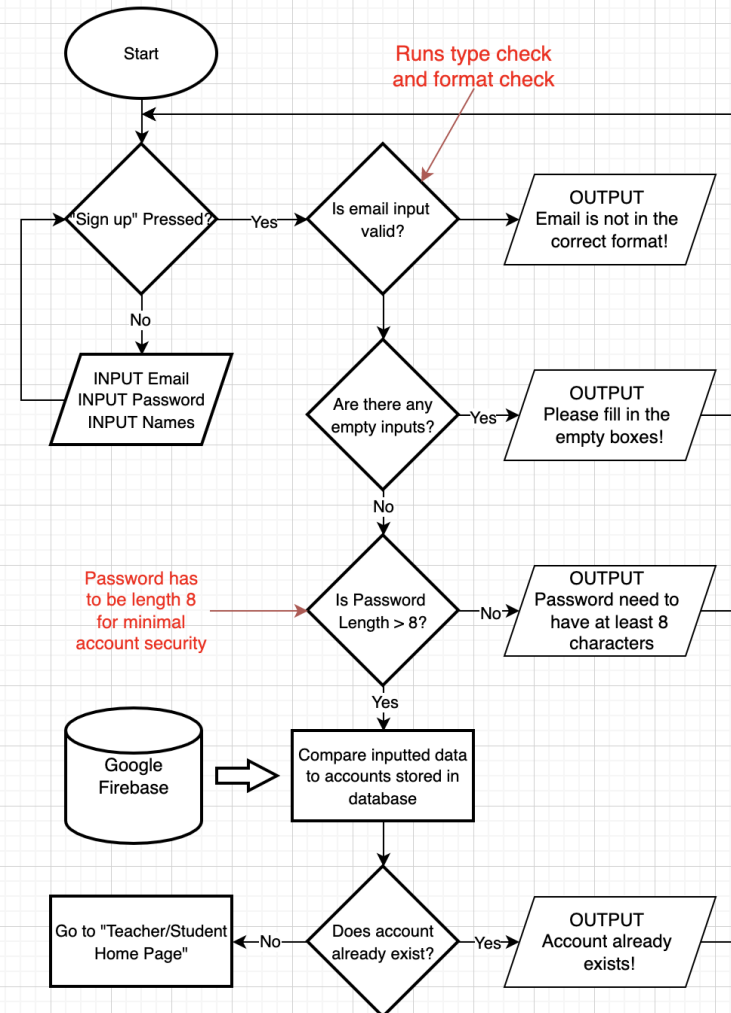 Start
Runs type check
and format check
"Sign up" Pressed?
Yes
Is email input
valid?
OUTPUT
Email is not in the
correct format!
No
INPUT Email
INPUT Password
INPUT Names
Are there any
empty inputs?
Yes
OUTPUT
Please fill in the
empty boxes!
No
Password has
to be length 8
for minimal
account security
Is Password
Length > 8?
No
OUTPUT
Password need to
have at least 8
characters
Yes
Google
Firebase
Compare inputted data
to accounts stored in
database
Go to "Teacher/Student
Home Page"
No
Does account
already exist?
Yes
OUTPUT
Account already
exists!